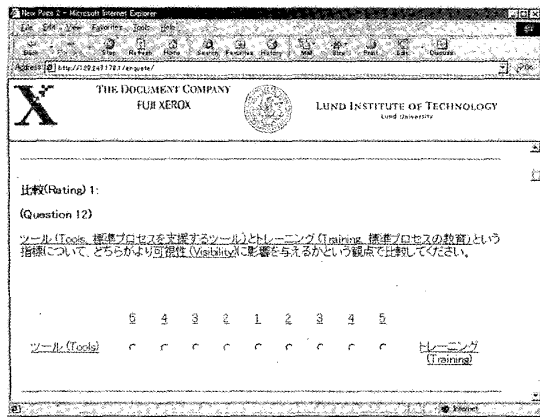 New Page 2 - Microsoft Internet Explorer
File Edit View Favorites Tools Help
Back Stop Refresh Home Search Favorites History Mail Size Print Edit Discuss
Address
THE DOCUMENT COMPANY
FUJI XEROX
LUND INSTITUTE OF TECHNOLOGY
Lund University
比較(Rating) 1:
(Question 12)
ツール (Tools, 標準プロセスを支援するツール)とトレーニング (Training, 標準プロセスの教育)という
指標について、どちらがより可視性 (Visibility)に影響を与えるかという観点で比較してください。
5 4 3 2 1 2 3 4 5
ツール (Tools)
トレーニング
(Training)
Internet